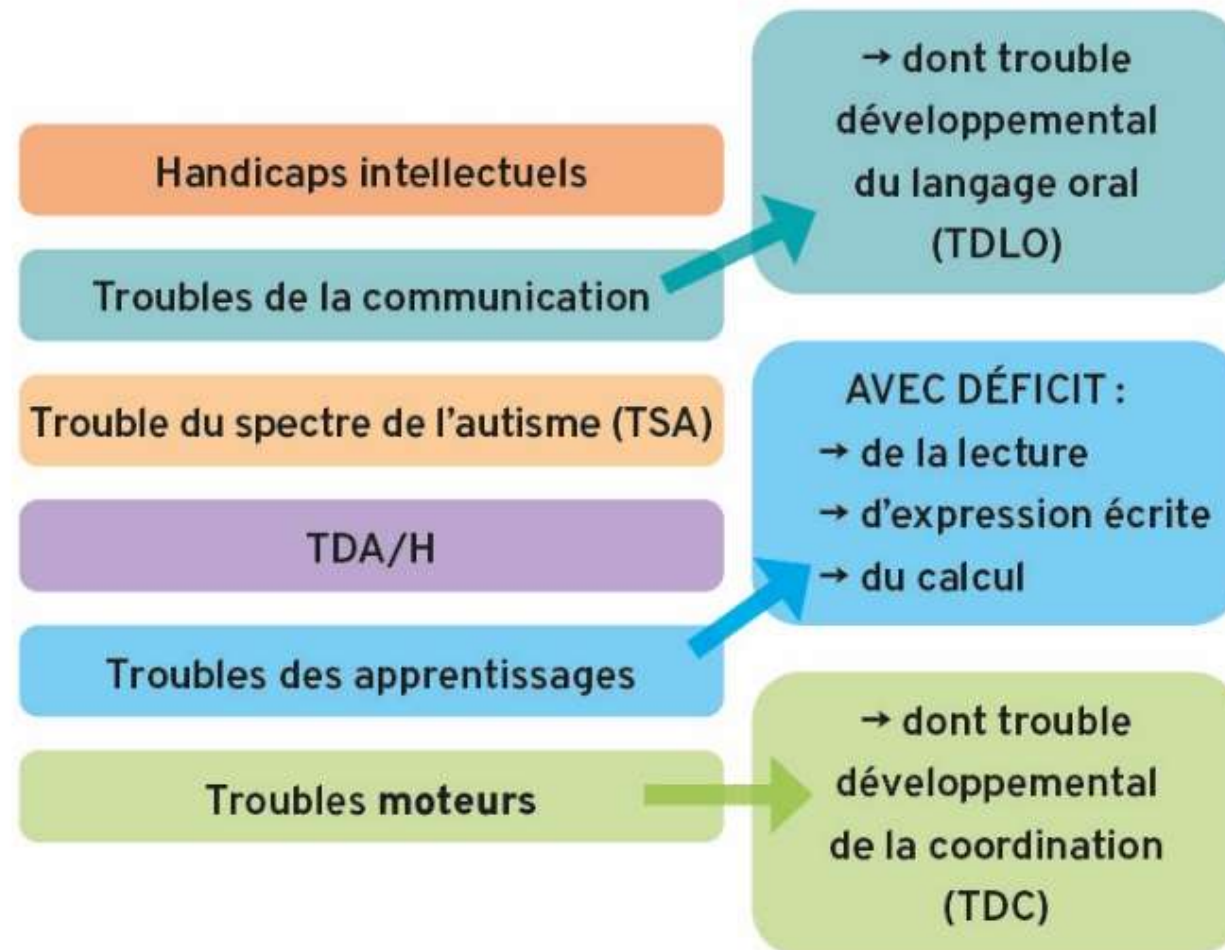 Handicaps intellectuels
Troubles de la communication
→ dont trouble
développemental
du langage oral
(TDLO)
Trouble du spectre de l'autisme (TSA)
TDA/H
Troubles des apprentissages
AVEC DÉFICIT :
→ de la lecture
→ d'expression écrite
→ du calcul
Troubles moteurs
→ dont trouble
développemental
de la coordination
(TDC)